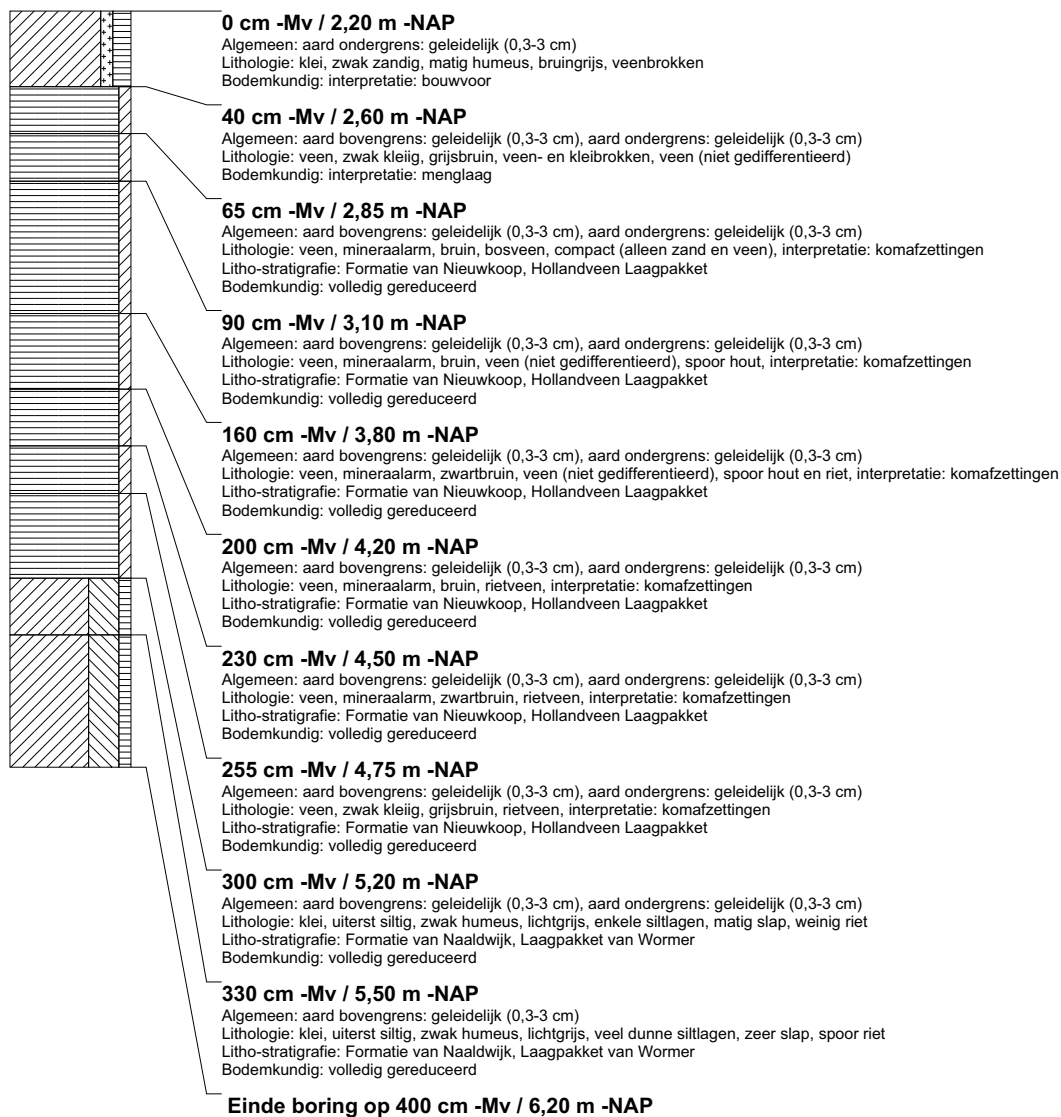 0 cm -Mv / 2,20 m -NAP
Algemeen: aard ondergrens: geleidelijk (0,3-3 cm)
Lithologie: klei, zwak zandig, matig humeus, bruingrijs, veenbrokken
Bodemkundig: interpretatie: bouwvoor
40 cm -Mv / 2,60 m -NAP
Algemeen: aard bovengrens: geleidelijk (0,3-3 cm), aard ondergrens: geleidelijk (0,3-3 cm)
Lithologie: veen, zwak kleiig, grijsbruin, veen- en kleibrokken, veen (niet gedifferentieerd)
Bodemkundig: interpretatie: menglaag
65 cm -Mv / 2,85 m -NAP
Algemeen: aard bovengrens: geleidelijk (0,3-3 cm), aard ondergrens: geleidelijk (0,3-3 cm)
Lithologie: veen, mineraalarm, bruin, bosveen, compact (alleen zand en veen), interpretatie: komafzettingen
Litho-stratigrafie: Formatie van Nieuwkoop, Hollandveen Laagpakket
Bodemkundig: volledig gereduceerd
90 cm -Mv / 3,10 m -NAP
Algemeen: aard bovengrens: geleidelijk (0,3-3 cm), aard ondergrens: geleidelijk (0,3-3 cm)
Lithologie: veen, mineraalarm, bruin, veen (niet gedifferentieerd), spoor hout, interpretatie: komafzettingen
Litho-stratigrafie: Formatie van Nieuwkoop, Hollandveen Laagpakket
Bodemkundig: volledig gereduceerd
160 cm -Mv / 3,80 m -NAP
Algemeen: aard bovengrens: geleidelijk (0,3-3 cm), aard ondergrens: geleidelijk (0,3-3 cm)
Lithologie: veen, mineraalarm, zwartbruin, veen (niet gedifferentieerd), spoor hout en riet, interpretatie: komafzettingen
Litho-stratigrafie: Formatie van Nieuwkoop, Hollandveen Laagpakket
Bodemkundig: volledig gereduceerd
200 cm -Mv / 4,20 m -NAP
Algemeen: aard bovengrens: geleidelijk (0,3-3 cm), aard ondergrens: geleidelijk (0,3-3 cm)
Lithologie: veen, mineraalarm, bruin, rietveen, interpretatie: komafzettingen
Litho-stratigrafie: Formatie van Nieuwkoop, Hollandveen Laagpakket
Bodemkundig: volledig gereduceerd
230 cm -Mv / 4,50 m -NAP
Algemeen: aard bovengrens: geleidelijk (0,3-3 cm), aard ondergrens: geleidelijk (0,3-3 cm)
Lithologie: veen, mineraalarm, zwartbruin, rietveen, interpretatie: komafzettingen
Litho-stratigrafie: Formatie van Nieuwkoop, Hollandveen Laagpakket
Bodemkundig: volledig gereduceerd
255 cm -Mv / 4,75 m -NAP
Algemeen: aard bovengrens: geleidelijk (0,3-3 cm), aard ondergrens: geleidelijk (0,3-3 cm)
Lithologie: veen, zwak kleiig, grijsbruin, rietveen, interpretatie: komafzettingen
Litho-stratigrafie: Formatie van Nieuwkoop, Hollandveen Laagpakket
Bodemkundig: volledig gereduceerd
300 cm -Mv / 5,20 m -NAP
Algemeen: aard bovengrens: geleidelijk (0,3-3 cm), aard ondergrens: geleidelijk (0,3-3 cm)
Lithologie: klei, uiterst siltig, zwak humeus, lichtgrijs, enkele siltlagen, matig slap, weinig riet
Litho-stratigrafie: Formatie van Naaldwijk, Laagpakket van Wormer
Bodemkundig: volledig gereduceerd
330 cm -Mv / 5,50 m -NAP
Algemeen: aard bovengrens: geleidelijk (0,3-3 cm)
Lithologie: klei, uiterst siltig, zwak humeus, lichtgrijs, veel dunne siltlagen, zeer slap, spoor riet
Litho-stratigrafie: Formatie van Naaldwijk, Laagpakket van Wormer
Bodemkundig: volledig gereduceerd
Einde boring op 400 cm -Mv / 6,20 m -NAP